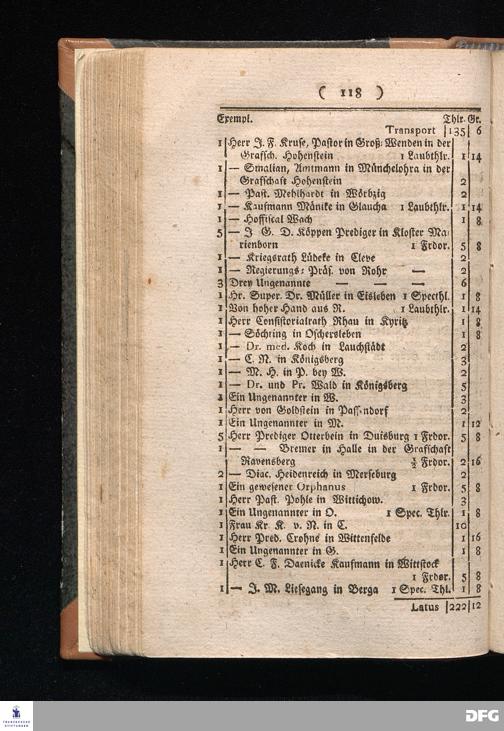 ( 118 )
Exempl. Thlr. Gr.
Transport 135 6
1 Herr J. F. Kruse, Pastor in Groß-Wenden in der
Grafsch. Hohenstein 1 Laubthlr. 1 14
1 — Smalian, Amtmann in Münchelohra in der
Grafschaft Hohenstein 2
1 — Past. Mehlhardt in Wörbzig 2
1 — Kaufmann Mänike in Glaucha 1 Laubthlr. 1 14
1 — Hoffiscal Wach 1 8
5 — J. G. D. Köppen Prediger in Kloster Ma-
rienborn 1 Frdor. 5 8
1 — Kriegsrath Lüdeke in Cleve 2
1 — Regierungs-Präs. von Rohr — 2
3 Drey Ungenannte — — — 6
1 Hr. Super. Dr. Müller in Eisleben 1 Specthl. 1 8
1 Von hoher Hand aus R. 1 Laubthlr. 1 14
1 Herr Consistorialrath Rhau in Kyritz 1 8
1 — Söchring in Oschersleben 1 8
1 — Dr. med. Koch in Lauchstädt 2
1 — C. N. in Königsberg 3
1 — M. H. in P. bey W. 2
1 — Dr. und Pr. Wald in Königsberg 5
1 Ein Ungenannter in W. 3
1 Herr von Goldstein in Passendorf 2
1 Ein Ungenannter in M. 1 12
5 Herr Prediger Otterbein in Duisburg 1 Frdor. 5 8
1 — — Bremer in Halle in der Grafschaft
Ravensberg ½ Frdor. 2 16
2 — Diac. Heidenreich in Merseburg 2
1 Ein gewesener Orphanus 1 Frdor. 5 8
1 Herr Past. Pohle in Wittichow. 3
1 Ein Ungenannter in O. 1 Spec. Thlr. 1 8
1 Frau Kr. K. v. N. in C. 10
1 Herr Pred. Crohne in Wittenfelde 1 16
1 Ein Ungenannter in G. 1 8
1 Herr C. F. Daenicke Kaufmann in Wittstock
1 Frdor. 5 8
1 — J. M. Liesegang in Berga 1 Spec. Thl. 1 8
Latus 222 12
FRANCKESCHE STIFTUNGEN
DFG